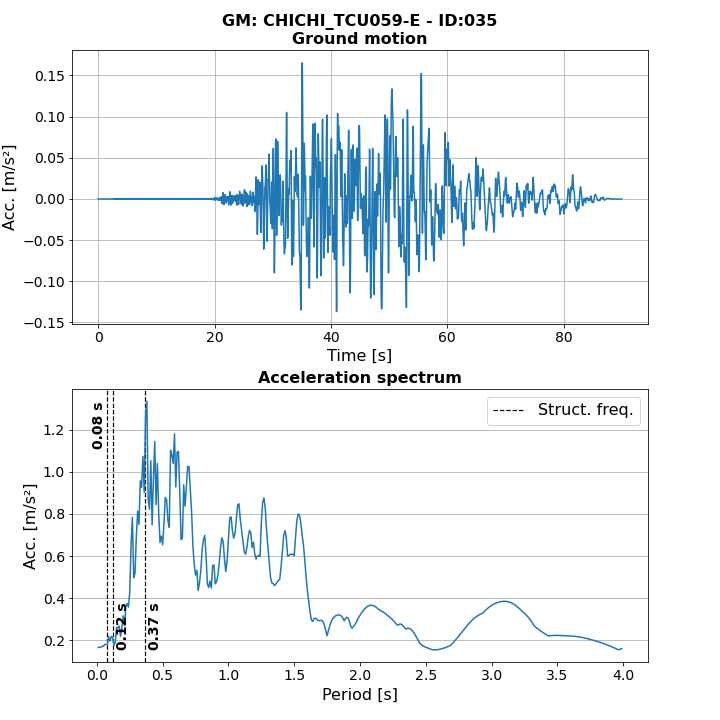 GM: CHICHI_TCU059-E - ID:035
Ground motion
0.15
0.10
0.05
0.00
−0.05
−0.10
−0.15
Acc. [m/s²]
0
20
40
60
80
Time [s]
Acceleration spectrum
Struct. freq.
0.08 s
0.12 s
0.37 s
1.2
1.0
0.8
0.6
0.4
0.2
Acc. [m/s²]
0.0
0.5
1.0
1.5
2.0
2.5
3.0
3.5
4.0
Period [s]